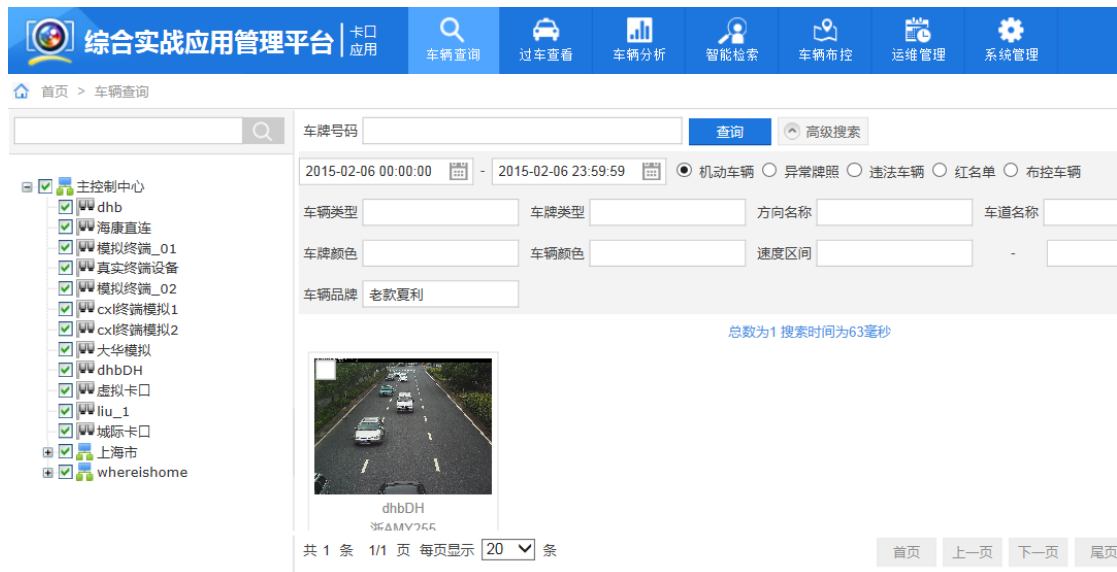 综合实战应用管理平台 卡口应用
车辆查询 过车查看 车辆分析 智能检索 车辆布控 运维管理 系统管理
首页 > 车辆查询
车牌号码 查询 高级搜索
2015-02-06 00:00:00 - 2015-02-06 23:59:59 机动车辆 异常牌照 违法车辆 红名单 布控车辆
车辆类型 车牌类型 方向名称 车道名称
车牌颜色 车辆颜色 速度区间 -
车辆品牌 老款夏利
总数为1 搜索时间为63毫秒
主控制中心
dhb
海康直连
模拟终端_01
真实终端设备
模拟终端_02
cxl终端模拟1
cxl终端模拟2
大华模拟
dhbDH
虚拟卡口
liu_1
城际卡口
上海市
whereishome
dhbDH
浙AMY255
共 1 条 1/1 页 每页显示 20 条
首页 上一页 下一页 尾页